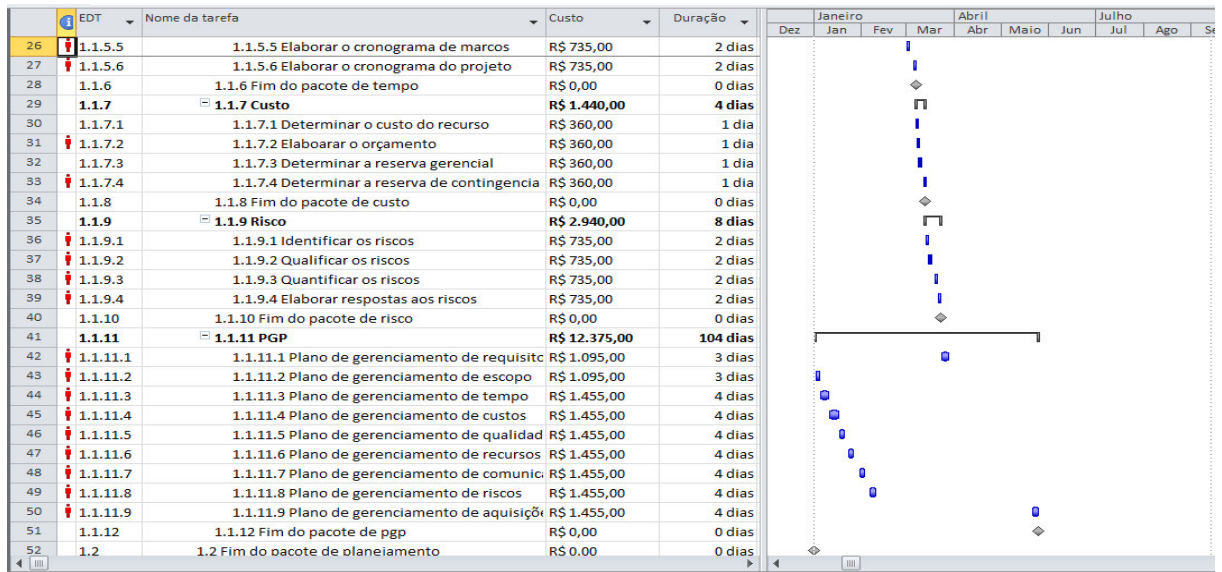 EDT Nome da tarefa Custo Duração Janeiro Abril Julho
Dez Jan Fev Mar Abr Maio Jun Jul Ago
26 1.1.5.5 1.1.5.5 Elaborar o cronograma de marcos R$ 735,00 2 dias
27 1.1.5.6 1.1.5.6 Elaborar o cronograma do projeto R$ 735,00 2 dias
28 1.1.6 1.1.6 Fim do pacote de tempo R$ 0,00 0 dias
29 1.1.7 1.1.7 Custo R$ 1.440,00 4 dias
30 1.1.7.1 1.1.7.1 Determinar o custo do recurso R$ 360,00 1 dia
31 1.1.7.2 1.1.7.2 Elaboarar o orçamento R$ 360,00 1 dia
32 1.1.7.3 1.1.7.3 Determinar a reserva gerencial R$ 360,00 1 dia
33 1.1.7.4 1.1.7.4 Determinar a reserva de contingencia R$ 360,00 1 dia
34 1.1.8 1.1.8 Fim do pacote de custo R$ 0,00 0 dias
35 1.1.9 1.1.9 Risco R$ 2.940,00 8 dias
36 1.1.9.1 1.1.9.1 Identificar os riscos R$ 735,00 2 dias
37 1.1.9.2 1.1.9.2 Qualificar os riscos R$ 735,00 2 dias
38 1.1.9.3 1.1.9.3 Quantificar os riscos R$ 735,00 2 dias
39 1.1.9.4 1.1.9.4 Elaborar respostas aos riscos R$ 735,00 2 dias
40 1.1.10 1.1.10 Fim do pacote de risco R$ 0,00 0 dias
41 1.1.11 1.1.11 PGP R$ 12.375,00 104 dias
42 1.1.11.1 1.1.11.1 Plano de gerenciamento de requisitc R$ 1.095,00 3 dias
43 1.1.11.2 1.1.11.2 Plano de gerenciamento de escopo R$ 1.095,00 3 dias
44 1.1.11.3 1.1.11.3 Plano de gerenciamento de tempo R$ 1.455,00 4 dias
45 1.1.11.4 1.1.11.4 Plano de gerenciamento de custos R$ 1.455,00 4 dias
46 1.1.11.5 1.1.11.5 Plano de gerenciamento de qualidad R$ 1.455,00 4 dias
47 1.1.11.6 1.1.11.6 Plano de gerenciamento de recursos R$ 1.455,00 4 dias
48 1.1.11.7 1.1.11.7 Plano de gerenciamento de comunic R$ 1.455,00 4 dias
49 1.1.11.8 1.1.11.8 Plano de gerenciamento de riscos R$ 1.455,00 4 dias
50 1.1.11.9 1.1.11.9 Plano de gerenciamento de aquisiçõ R$ 1.455,00 4 dias
51 1.1.12 1.1.12 Fim do pacote de pgp R$ 0,00 0 dias
52 1.2 1.2 Fim do pacote de planejamento R$ 0,00 0 dias